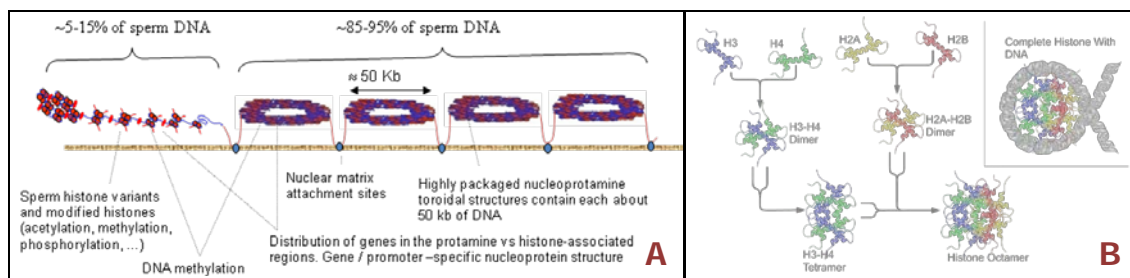 ~5-15% of sperm DNA
~85-95% of sperm DNA
≈ 50 Kb
Sperm histone variants
and modified histones
(acetylation, methylation,
phosphorylation, ...)
DNA methylation
Nuclear matrix
attachment sites
Highly packaged nucleoprotamine
toroidal structures contain each about
50 kb of DNA
Distribution of genes in the protamine vs histone-associated
regions. Gene / promoter –specific nucleoprotein structure
A
H3
H4
H2A
H2B
H3-H4
Dimer
H2A-H2B
Dimer
H3-H4
Tetramer
Histone Octamer
Complete Histone With
DNA
B